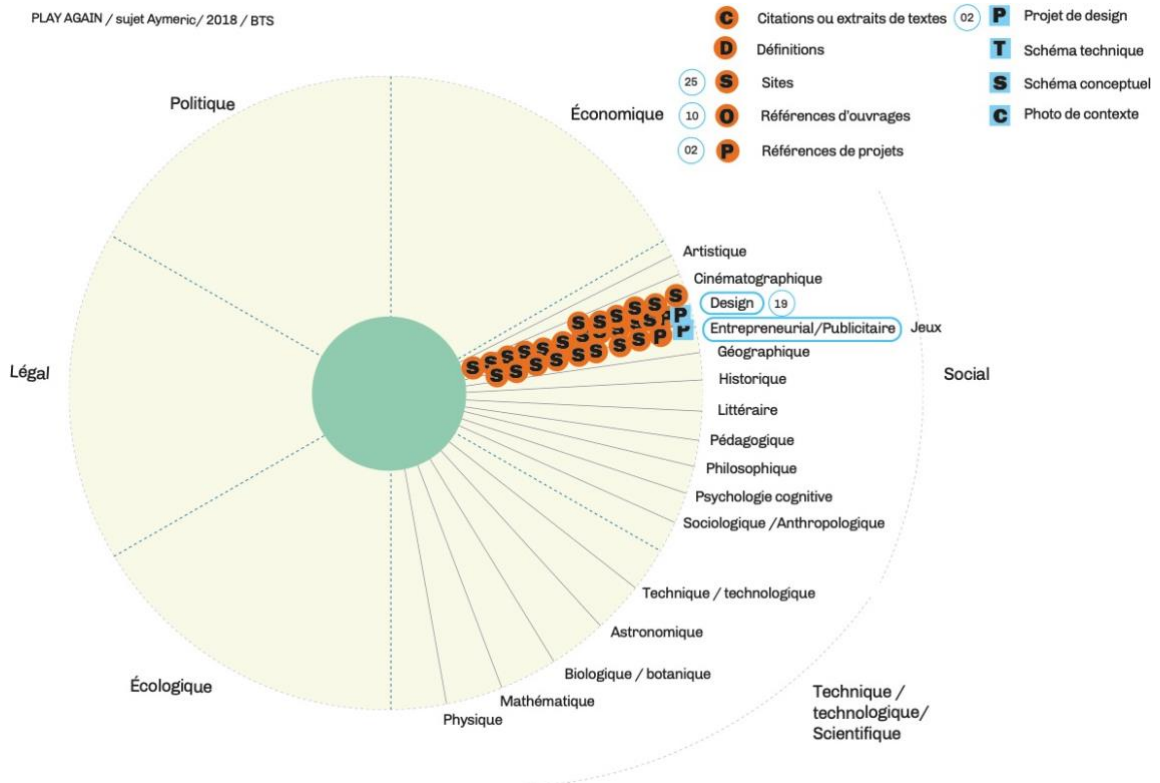 PLAY AGAIN / sujet Aymeric/ 2018 / BTS
C Citations ou extraits de textes
D Définitions
25 S Sites
10 O Références d'ouvrages
02 P Références de projets
02 P Projet de design
T Schéma technique
S Schéma conceptuel
C Photo de contexte
Politique
Économique
Légal
Écologique
Artistique
Cinématographique
Design 19
Entrepreneurial/Publicitaire Jeux
Géographique
Historique
Littéraire
Pédagogique
Philosophique
Psychologie cognitive
Sociologique /Anthropologique
Social
Technique / technologique
Astronomique
Biologique / botanique
Mathématique
Physique
Technique /
technologique/
Scientifique
S S S S S S P
S S P P
S S S S S S
S S S S S S S S P